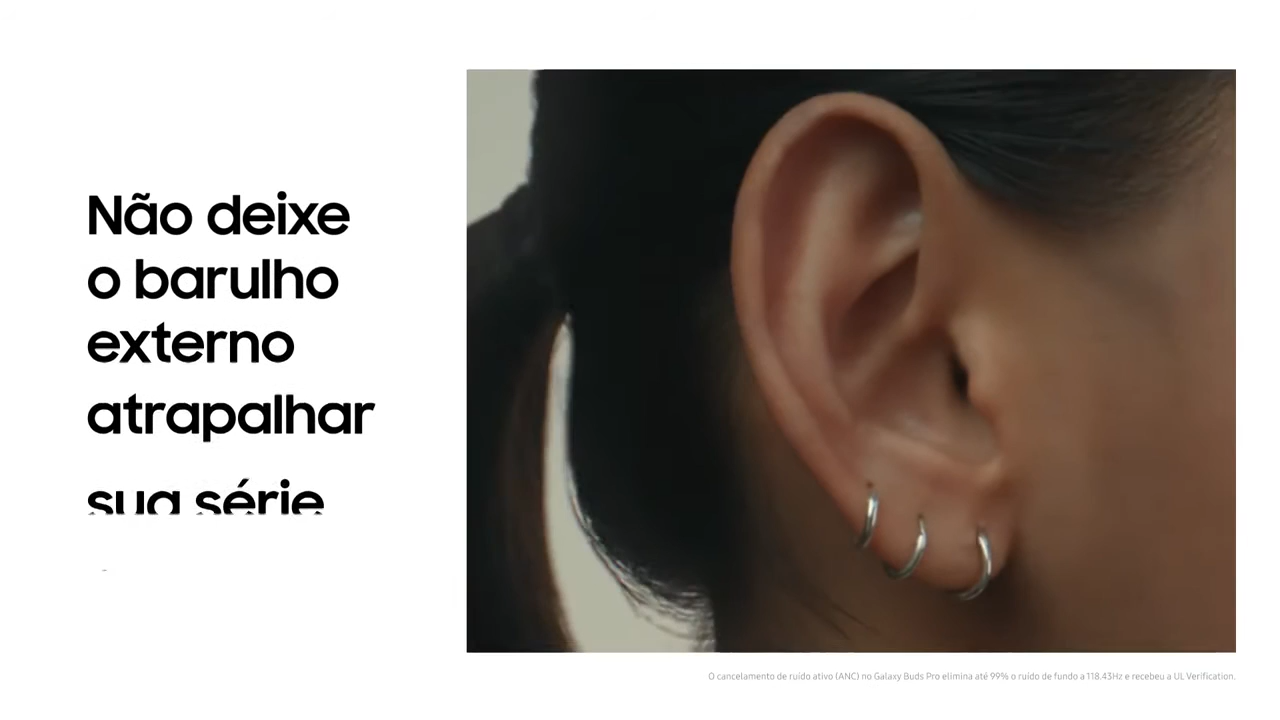 Não deixe
o barulho
externo
atrapalhar
sua série
O cancelamento de ruído ativo (ANC) no Galaxy Buds Pro elimina até 99% o ruído de fundo a 118.43Hz e recebeu a UL Verification.